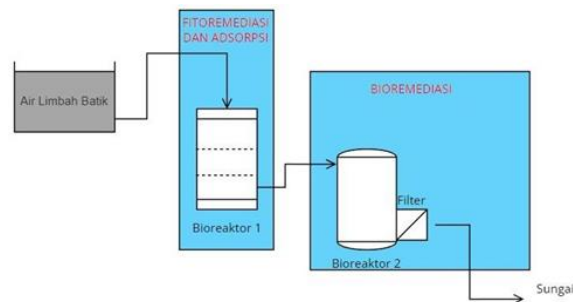 FITOREMEDIASI
DAN ADSORPSI
Air Limbah Batik
BIOREMEDIASI
Filter
Bioreaktor 1
Bioreaktor 2
Sungai